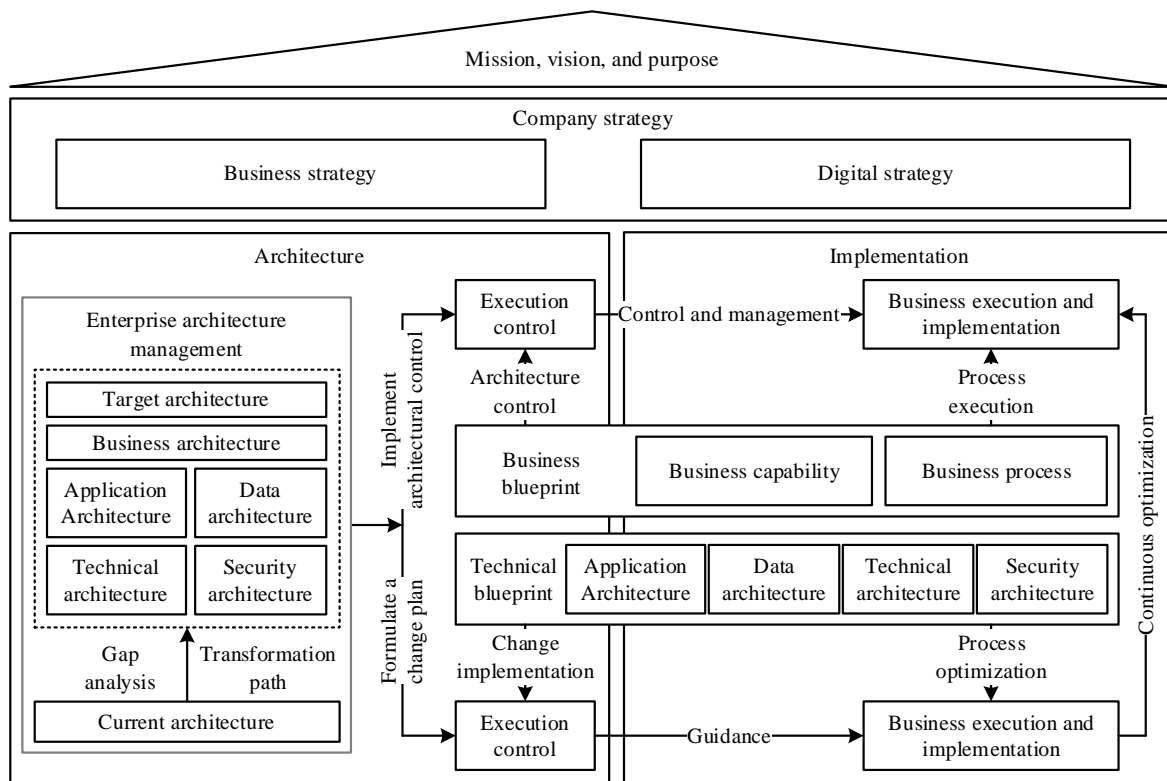 Mission, vision, and purpose
Company strategy
Business strategy
Digital strategy
Architecture
Enterprise architecture
management
Target architecture
Business architecture
Application
Architecture
Data
architecture
Technical
architecture
Security
architecture
Gap
analysis
Transformation
path
Current architecture
Implement
architectural control
Formulate a
change plan
Execution
control
Architecture
control
Control and management
Implementation
Business execution and
implementation
Process
execution
Business
blueprint
Business capability
Business process
Technical
blueprint
Application
Architecture
Data
architecture
Technical
architecture
Security
architecture
Change
implementation
Process
optimization
Execution
control
Guidance
Business execution and
implementation
Continuous optimization